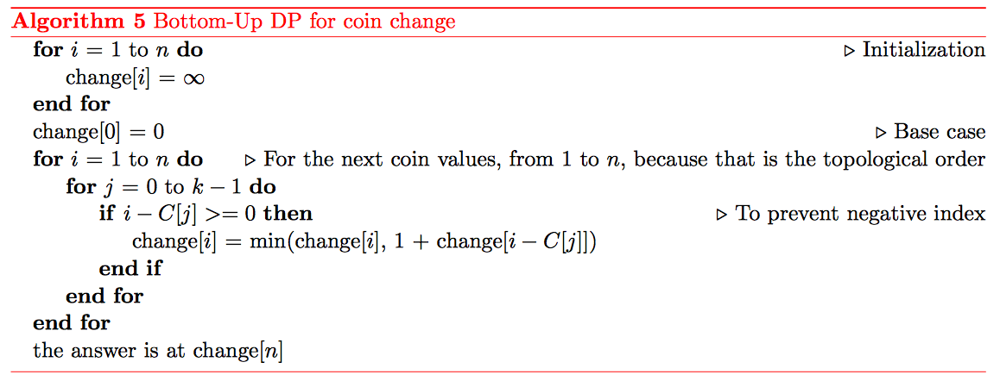 Algorithm 5 Bottom-Up DP for coin change
for i = 1 to n do ▷ Initialization
change[i] = ∞
end for
change[0] = 0 ▷ Base case
for i = 1 to n do ▷ For the next coin values, from 1 to n, because that is the topological order
for j = 0 to k − 1 do
if i − C[j] >= 0 then ▷ To prevent negative index
change[i] = min(change[i], 1 + change[i − C[j]])
end if
end for
end for
the answer is at change[n]